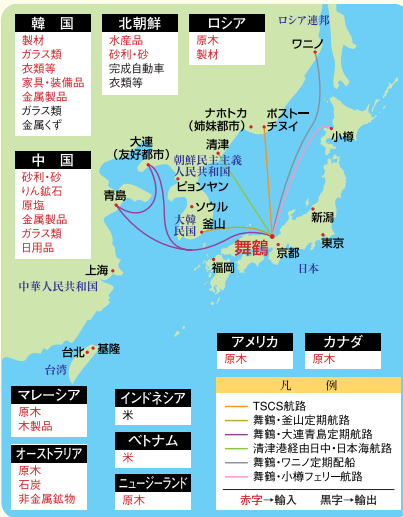 韓　国
製材
ガラス類
衣類等
家具・装備品
金属製品
ガラス類
金属くず
北朝鮮
水産品
砂利・砂
完成自動車
衣類等
ロシア
原木
製材
ロシア連邦
ワニノ
ナホトカ
(姉妹都市)
ポストー
チヌイ
小樽
大連
(友好都市)
清津
朝鮮民主主義
人民共和国
ピョンヤン
中　国
砂利・砂
りん鉱石
原塩
金属製品
ガラス類
日用品
青島
ソウル
大韓
民国
釜山
新潟
舞鶴
京都
東京
福岡
日本
上海
中華人民共和国
台北
基隆
台湾
アメリカ
原木
カナダ
原木
マレーシア
原木
木製品
インドネシア
米
ベトナム
米
オーストラリア
原木
石炭
非金属鉱物
ニュージーランド
原木
凡　例
TSCS航路
舞鶴・釜山定期航路
舞鶴・大連青島定期航路
清津港経由日中・日本海航路
舞鶴・ワニノ定期配船
舞鶴・小樽フェリー航路
赤字→輸入　黒字→輸出